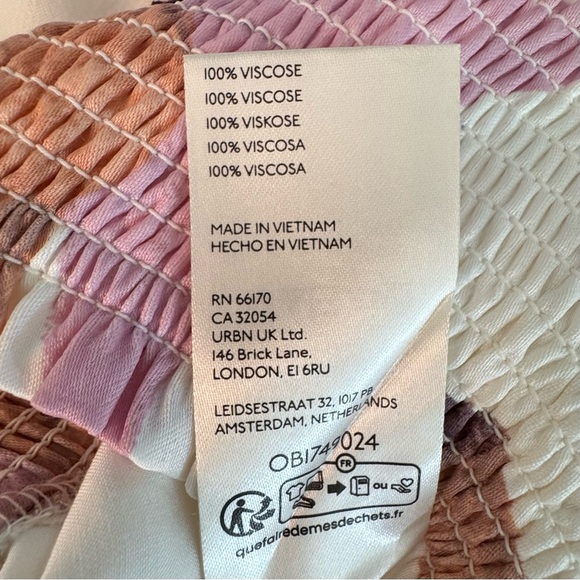 100% VISCOSE
100% VISCOSE
100% VISKOSE
100% VISCOSA
100% VISCOSA
MADE IN VIETNAM
HECHO EN VIETNAM
RN 66170
CA 32054
URBN UK Ltd.
146 Brick Lane,
LONDON, E1 6RU
LEIDSESTRAAT 32, 1017 PB
AMSTERDAM, NETHERLANDS
OB1749024
FR
ou
quefairedemesdechets.fr